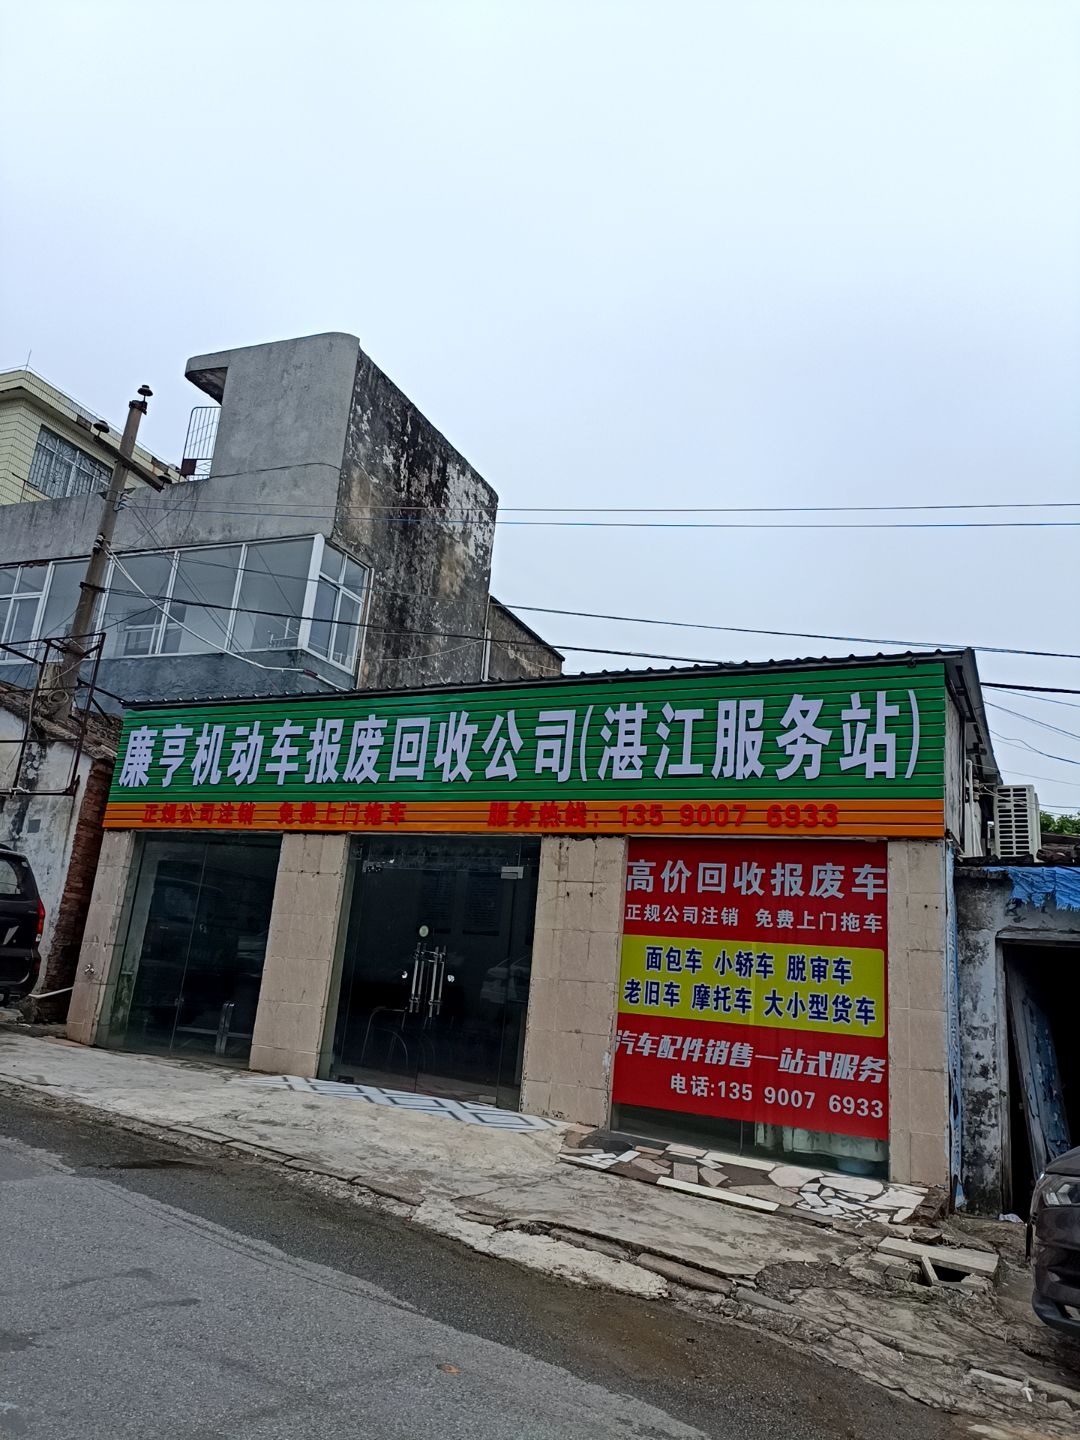 廉亨机动车报废回收公司(湛江服务站)
正规公司注销 免费上门拖车 服务热线：135 9007 6933
高价回收报废车
正规公司注销 免费上门拖车
面包车 小轿车 脱审车
老旧车 摩托车 大小型货车
汽车配件销售一站式服务
电话:135 9007 6933